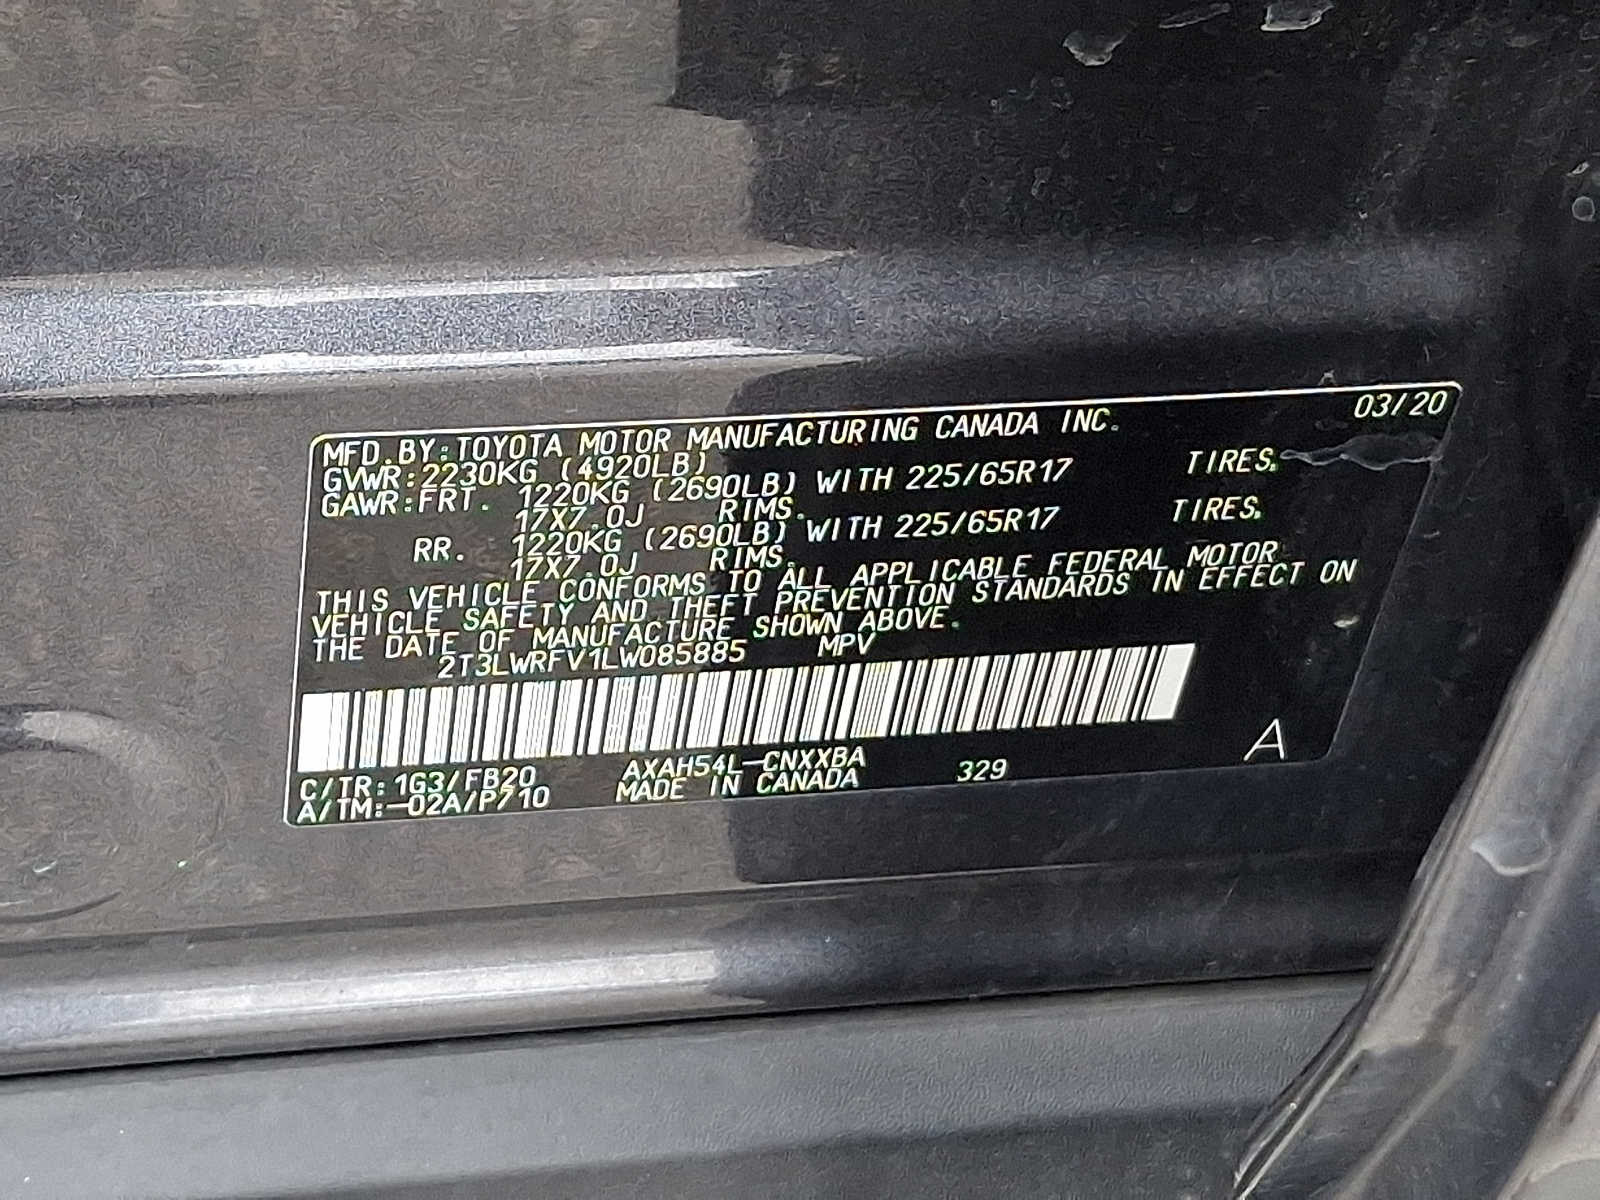 03/20
MFD.BY:TOYOTA MOTOR MANUFACTURING CANADA INC.
GVWR:2230KG (4920LB)
GAWR:FRT. 1220KG (2690LB) WITH 225/65R17 TIRES.
17X7.0J RIMS.
RR. 1220KG (2690LB) WITH 225/65R17 TIRES.
17X7.0J RIMS.
THIS VEHICLE CONFORMS TO ALL APPLICABLE FEDERAL MOTOR
VEHICLE SAFETY AND THEFT PREVENTION STANDARDS IN EFFECT ON
THE DATE OF MANUFACTURE SHOWN ABOVE.
2T3LWRFV1LW085885 MPV
C/TR:1G3/FB20 AXAH54L-CNXXBA 329 A
A/TM:-02A/P710 MADE IN CANADA